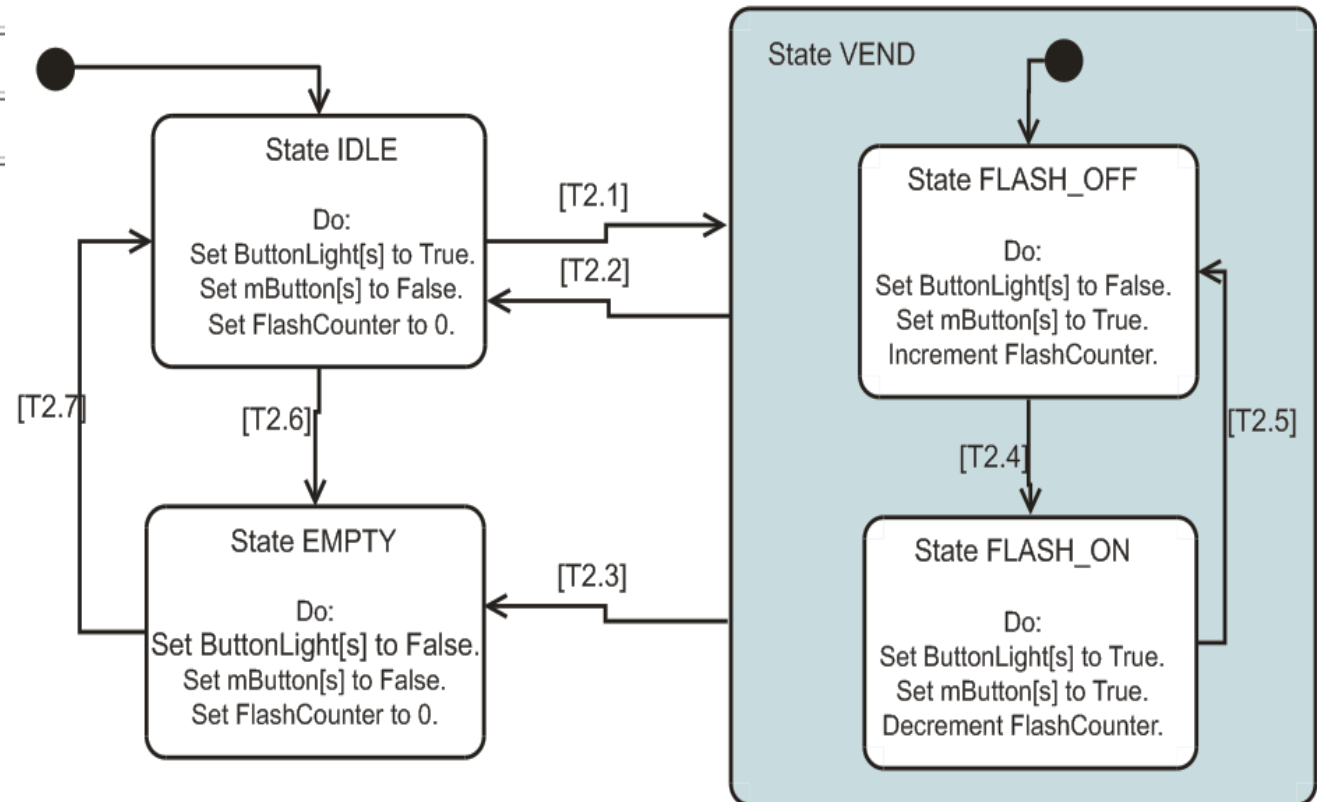 State VEND
State IDLE
Do:
Set ButtonLight[s] to True.
Set mButton[s] to False.
Set FlashCounter to 0.
[T2.1]
[T2.2]
State FLASH_OFF
Do:
Set ButtonLight[s] to False.
Set mButton[s] to True.
Increment FlashCounter.
[T2.7]
[T2.6]
[T2.4]
[T2.5]
State EMPTY
Do:
Set ButtonLight[s] to False.
Set mButton[s] to False.
Set FlashCounter to 0.
[T2.3]
State FLASH_ON
Do:
Set ButtonLight[s] to True.
Set mButton[s] to True.
Decrement FlashCounter.